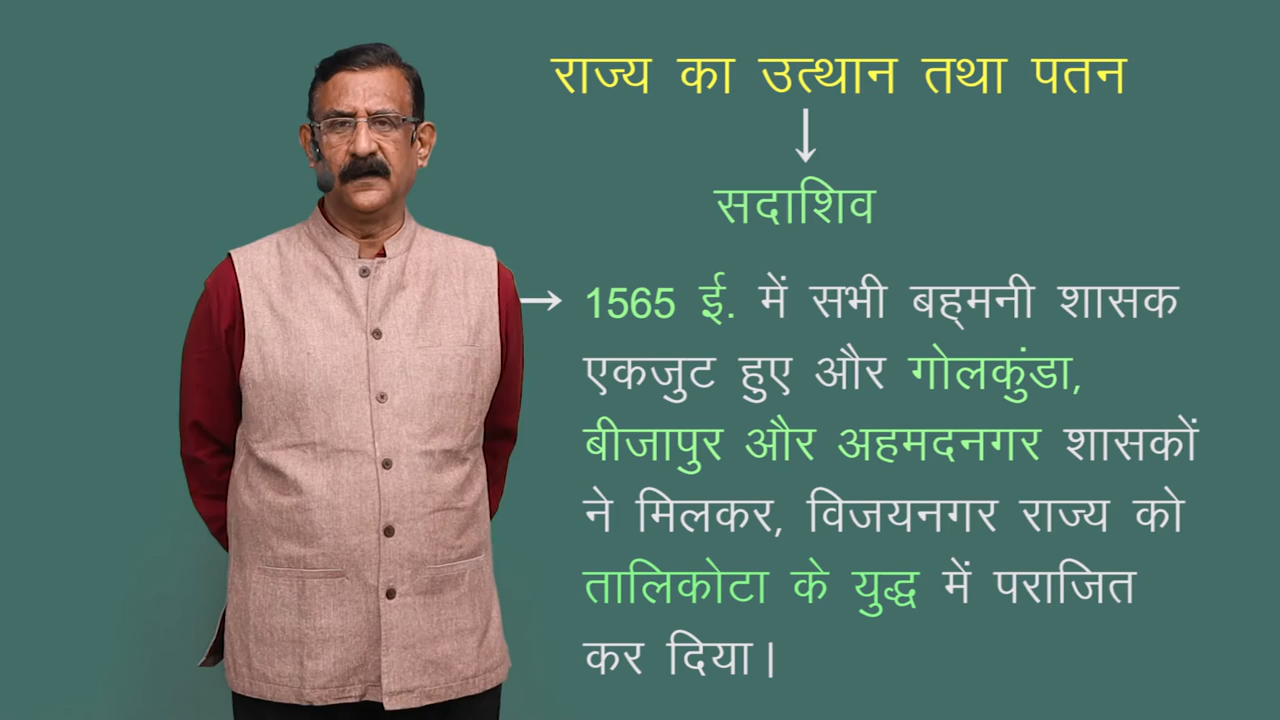 राज्य का उत्थान तथा पतन
सदाशिव
1565 ई. में सभी बह्मनी शासक
एकजुट हुए और गोलकुंडा,
बीजापुर और अहमदनगर शासकों
ने मिलकर, विजयनगर राज्य को
तालिकोटा के युद्ध में पराजित
कर दिया।